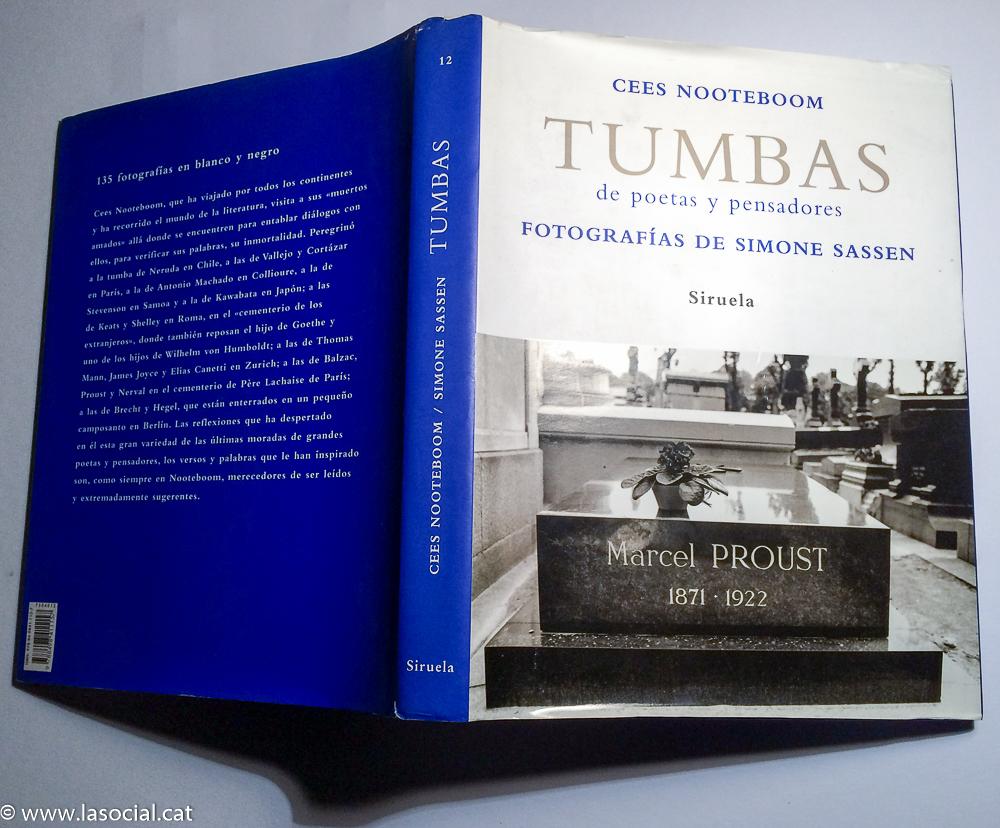 135 fotografías en blanco y negro
Cees Nooteboom, que ha viajado por todos los continentes
y ha recorrido el mundo de la literatura, visita a sus «muertos
amados» allá donde se encuentren para entablar diálogos con
ellos, para verificar sus palabras, su inmortalidad. Peregrinó
a la tumba de Neruda en Chile, a las de Vallejo y Cortázar
en París, a la de Antonio Machado en Collioure, a la de
Stevenson en Samoa y a la de Kawabata en Japón; a las
de Keats y Shelley en Roma, en el «cementerio de los
extranjeros», donde también reposan el hijo de Goethe y
uno de los hijos de Wilhelm von Humboldt; a las de Thomas
Mann, James Joyce y Elias Canetti en Zurich; a las de Balzac,
Proust y Nerval en el cementerio de Père Lachaise de París;
a las de Brecht y Hegel, que están enterrados en un pequeño
camposanto en Berlín. Las reflexiones que ha despertado
en él esta gran variedad de las últimas moradas de grandes
poetas y pensadores, los versos y palabras que le han inspirado
son, como siempre en Nooteboom, merecedores de ser leídos
y extremadamente sugerentes.
12
CEES NOOTEBOOM / SIMONE SASSEN TUMBAS
Siruela
CEES NOOTEBOOM
TUMBAS
de poetas y pensadores
FOTOGRAFÍAS DE SIMONE SASSEN
Siruela
Marcel PROUST
1871 · 1922
© www.lasocial.cat